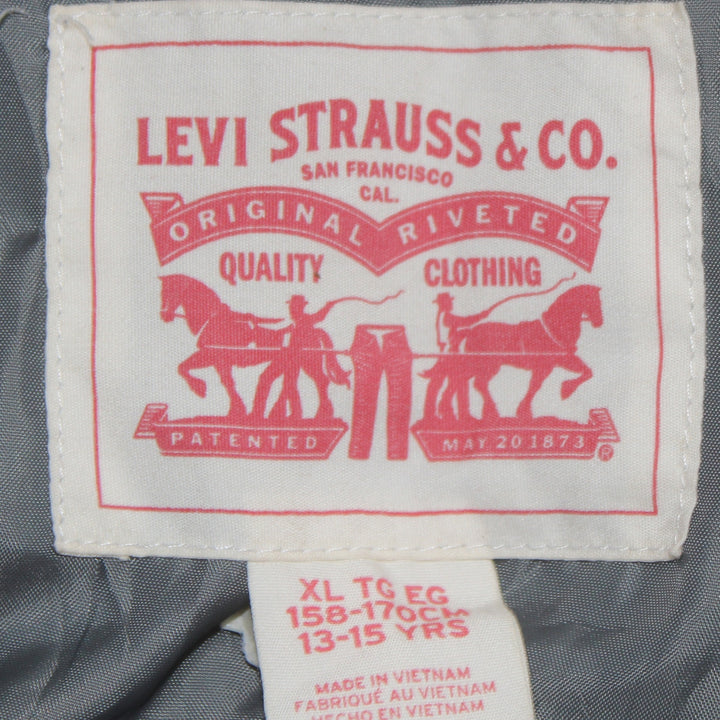 LEVI STRAUSS & CO.
SAN FRANCISCO
CAL.
ORIGINAL RIVETED
QUALITY CLOTHING
PATENTED MAY 20 1873 ®
XL TG EG
158-170CM
13-15 YRS
MADE IN VIETNAM
FABRIQUÉ AU VIETNAM
HECHO EN VIETNAM